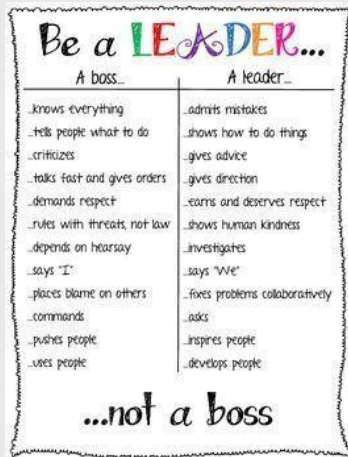 Be a LEADER...
A boss... A leader...
...knows everything ...admits mistakes
...tells people what to do ...shows how to do things
...criticizes ...gives advice
...talks fast and gives orders ...gives direction
...demands respect ...earns and deserves respect
...rules with threats, not law ...shows human kindness
...depends on hearsay ...investigates
...says "I" ...says "We"
...places blame on others ...fixes problems collaboratively
...commands ...asks
...pushes people ...inspires people
...uses people ...develops people
...not a boss